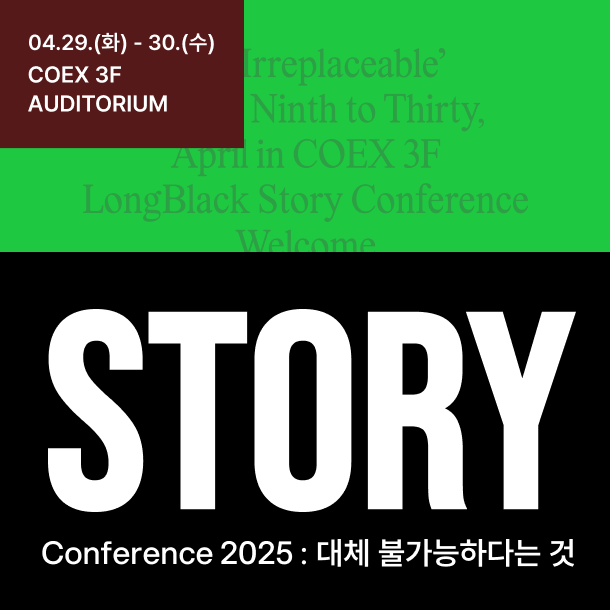 04.29.(화) - 30.(수)
COEX 3F
AUDITORIUM
Irreplaceable’
Ninth to Thirty,
April in COEX 3F
LongBlack Story Conference
Welcome
STORY
Conference 2025 : 대체 불가능하다는 것